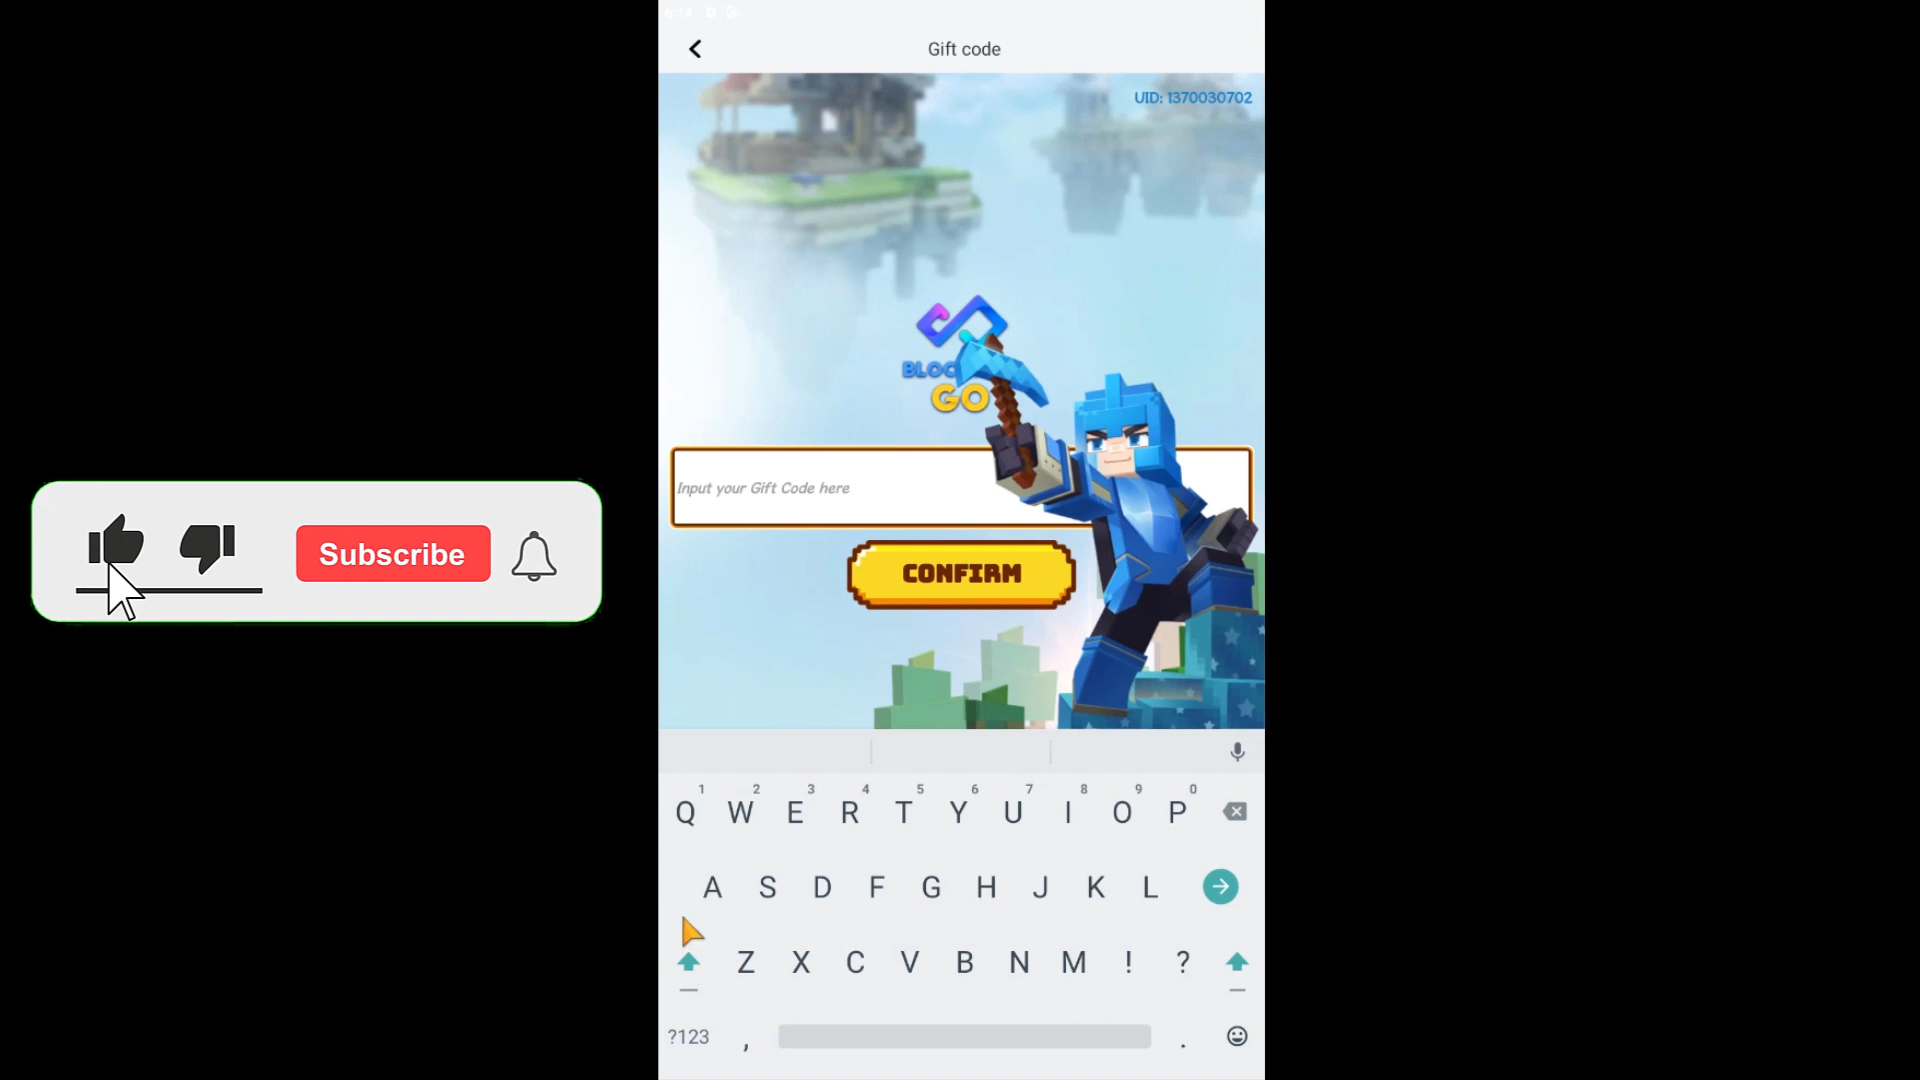 Gift code
UID: 1370030702
BLOC
GO
Input your Gift Code here
CONFIRM
Subscribe
1 2 3 4 5 6 7 8 9 0
Q W E R T Y U I O P
A S D F G H J K L
Z X C V B N M ! ?
?123 , .